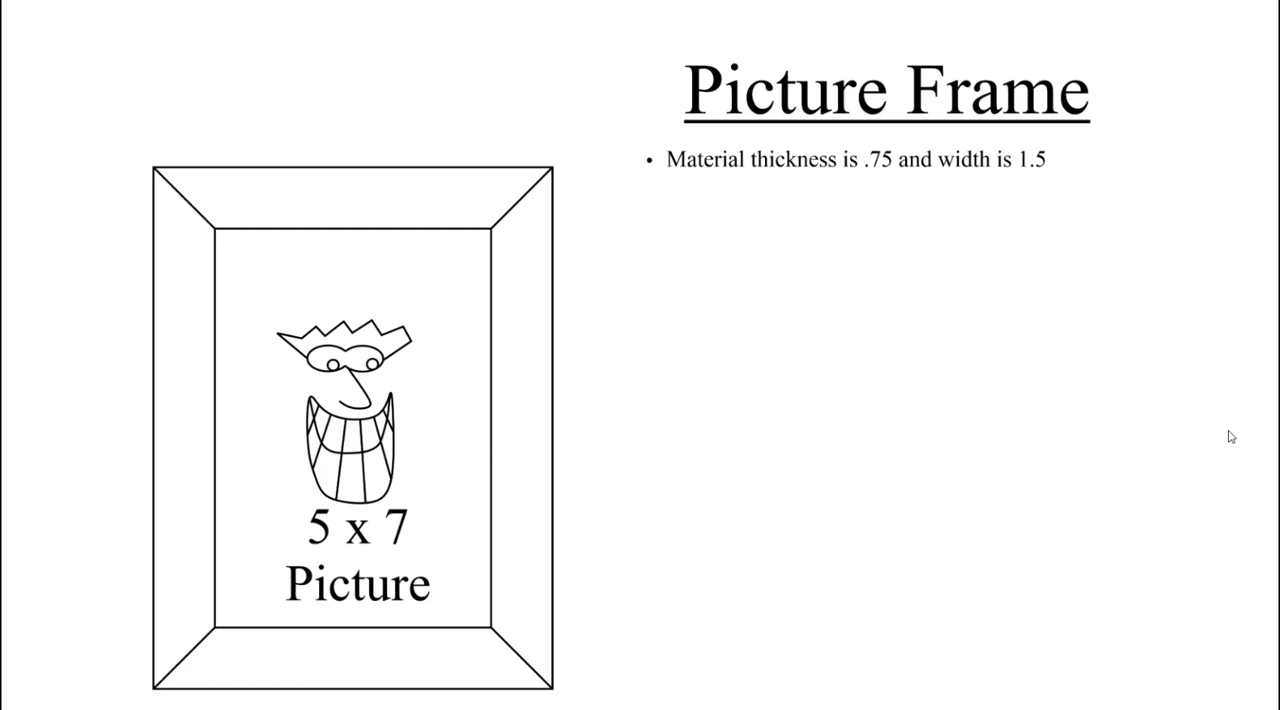 Picture Frame
• Material thickness is .75 and width is 1.5
5 x 7
Picture